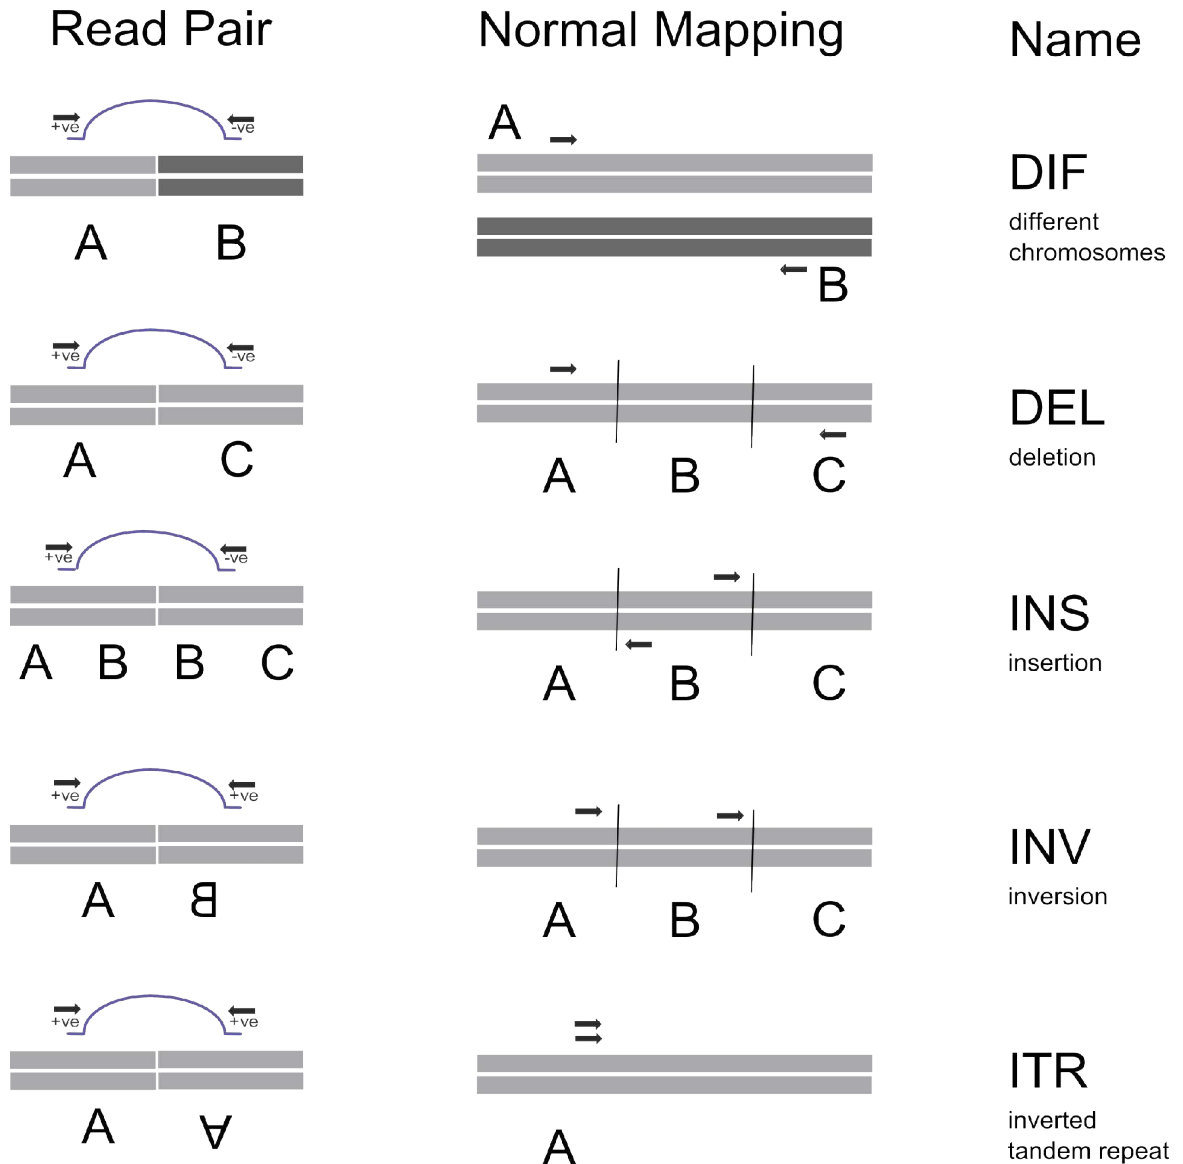 Read Pair Normal Mapping Name
+ve -ve
A B
A
B
DIF
different
chromosomes
+ve -ve
A C
A B C
DEL
deletion
+ve -ve
A B B C
A B C
INS
insertion
+ve +ve
A B
A B C
INV
inversion
+ve +ve
A A
A
ITR
inverted
tandem repeat